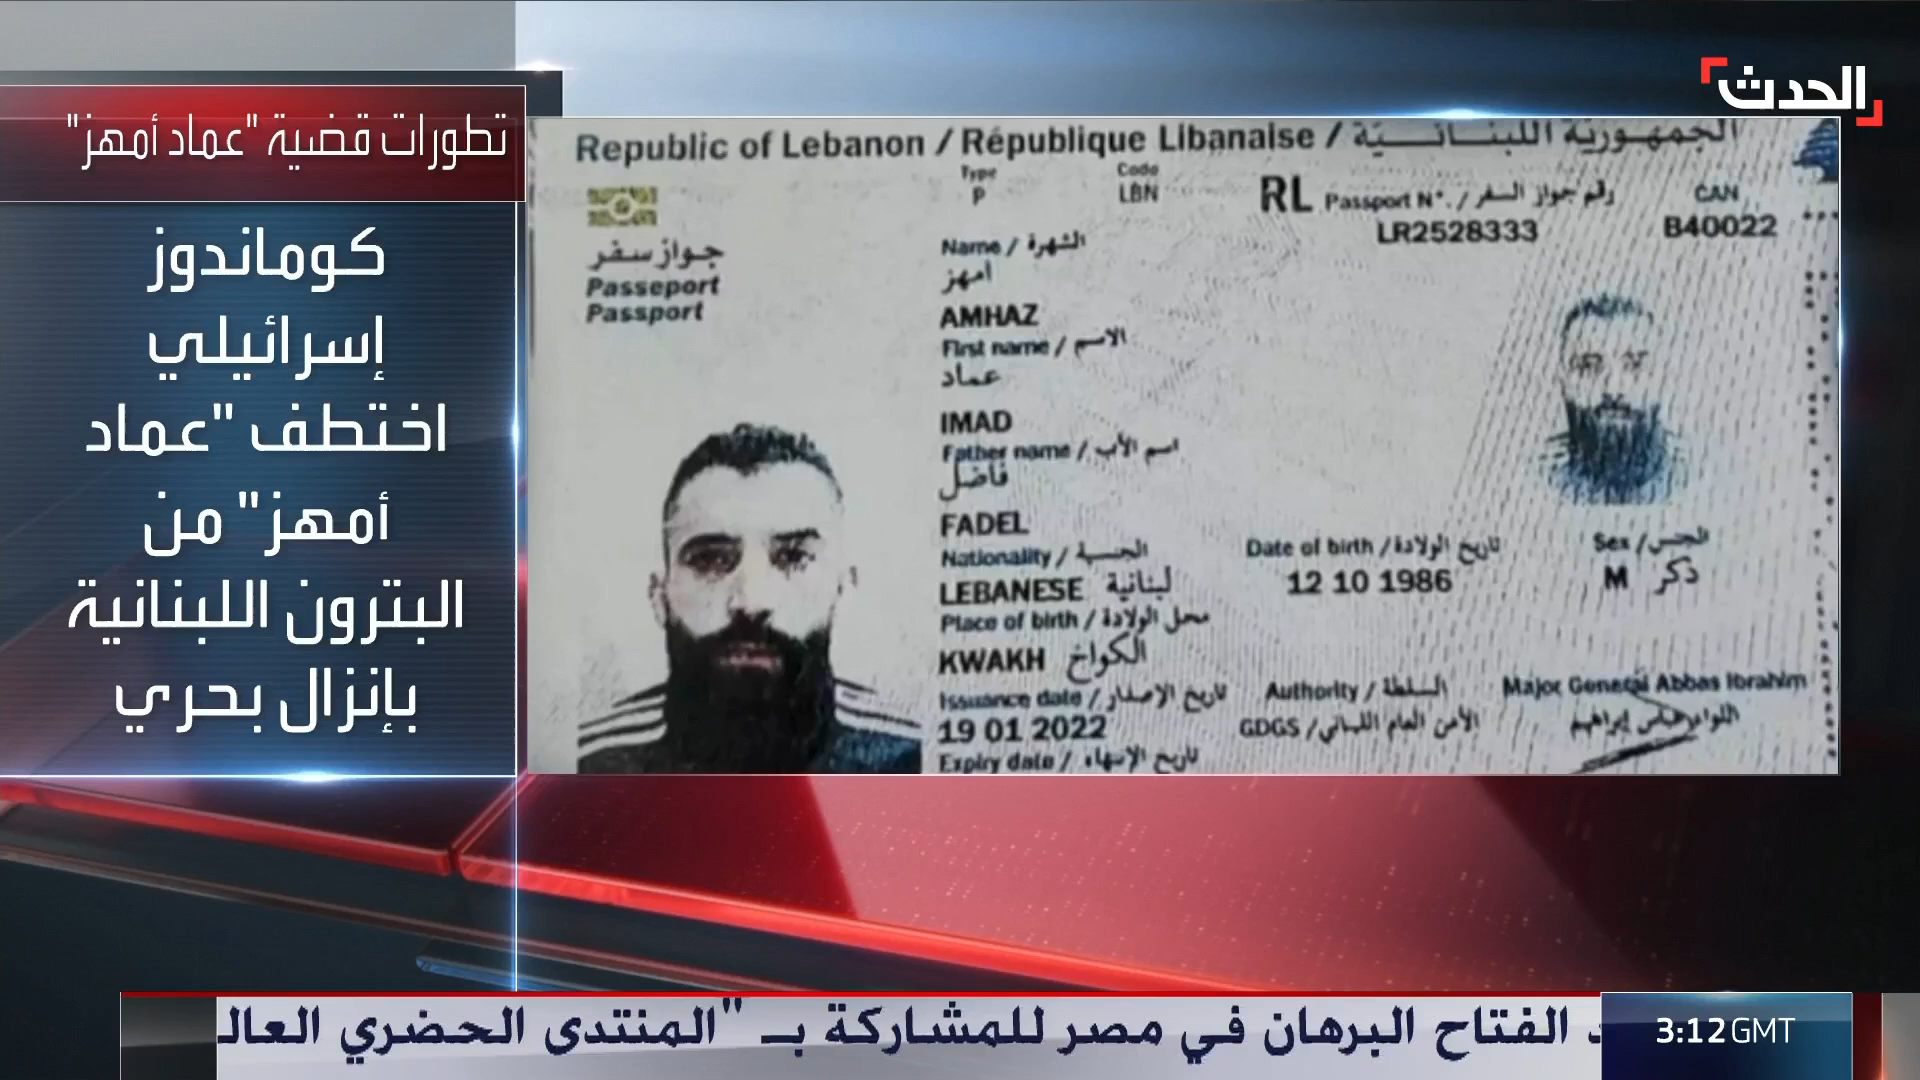 الحدث
تطورات قضية "عماد أمهز"
كوماندوز
إسرائيلي
اختطف "عماد
أمهز" من
البترون اللبنانية
بإنزال بحري
Republic of Lebanon / République Libanaise / الجمهورية اللبنانية
Type
P
Code
LBN
RL
Passport N°. / رقم جواز السفر
LR2528333
CAN
B40022
جواز سفر
Passeport
Passport
Name / الشهرة
أمهز
AMHAZ
First name / الاسم
عماد
IMAD
Father name / اسم الأب
فاضل
FADEL
Nationality / الجنسية
LEBANESE لبنانية
Date of birth / تاريخ الولادة
12 10 1986
Sex / الجنس
M ذكر
Place of birth / محل الولادة
KWAKH الكواخ
Issuance date / تاريخ الإصدار
19 01 2022
Authority / السلطة
GDGS / الأمن العام اللبناني
Major General Abbas Ibrahim
اللواء عباس إبراهيم
Expiry date / تاريخ الإنتهاء
د الفتاح البرهان في مصر للمشاركة بـ "المنتدى الحضري العال
3:12 GMT